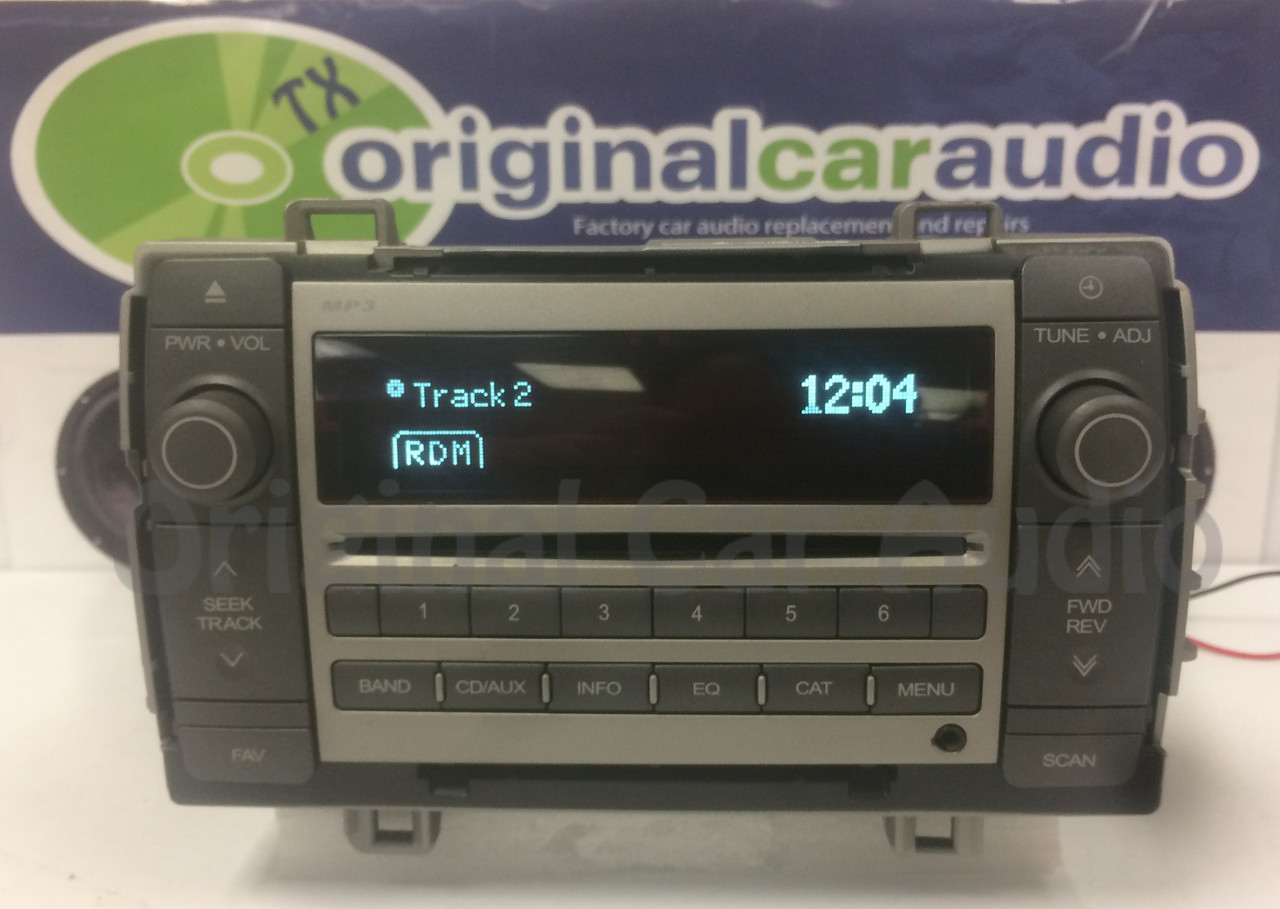 TX
originalcaraudio
Factory car audio replacement and repairs
MP3
PWR • VOL
TUNE • ADJ
Track 2
12:04
RDM
Original Car Audio
SEEK
TRACK
FWD
REV
1 2 3 4 5 6
BAND CD/AUX INFO EQ CAT MENU
FAV
SCAN